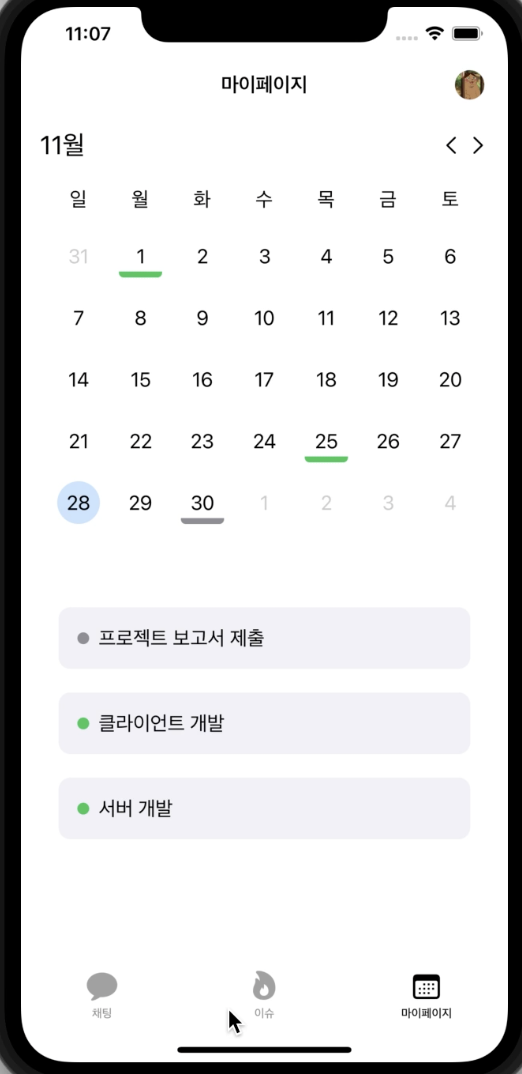 11:07
마이페이지
11월
일 월 화 수 목 금 토
31 1 2 3 4 5 6
7 8 9 10 11 12 13
14 15 16 17 18 19 20
21 22 23 24 25 26 27
28 29 30 1 2 3 4
프로젝트 보고서 제출
클라이언트 개발
서버 개발
채팅 이슈 마이페이지